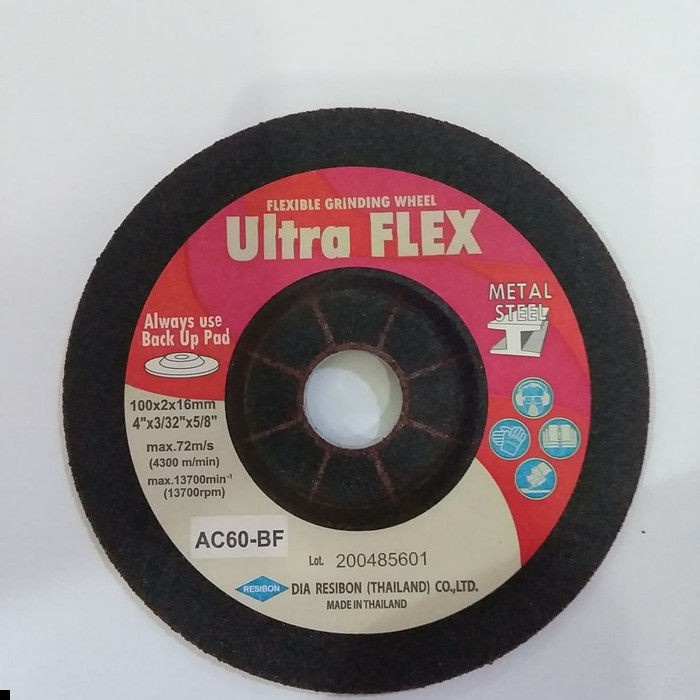 FLEXIBLE GRINDING WHEEL
Ultra FLEX
METAL
STEEL
Always use
Back Up Pad
100x2x16mm
4"x3/32"x5/8"
max.72m/s
(4300 m/min)
max.13700min⁻¹
(13700rpm)
AC60-BF
Lot. 200485601
RESIBON DIA RESIBON (THAILAND) CO.,LTD.
MADE IN THAILAND